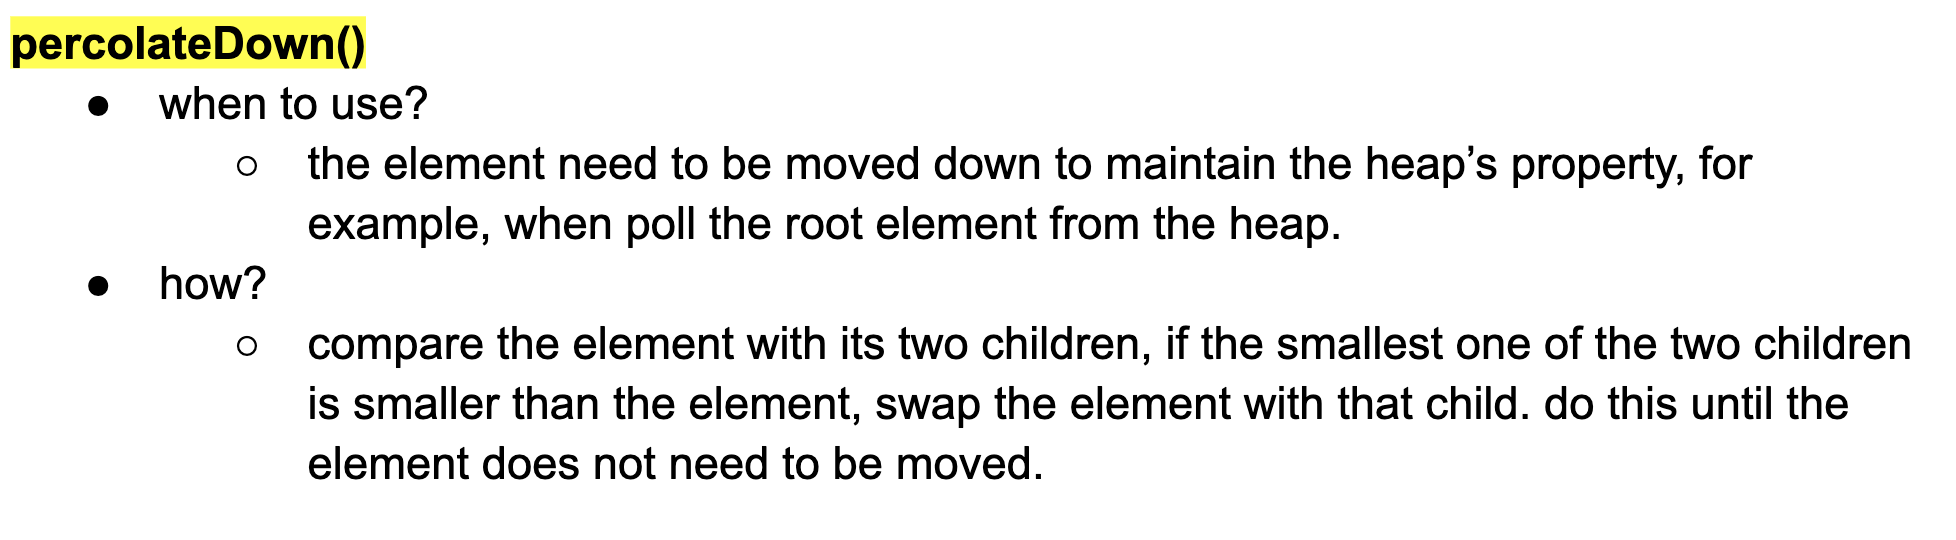 percolateDown()
● when to use?
○ the element need to be moved down to maintain the heap’s property, for
example, when poll the root element from the heap.
● how?
○ compare the element with its two children, if the smallest one of the two children
is smaller than the element, swap the element with that child. do this until the
element does not need to be moved.